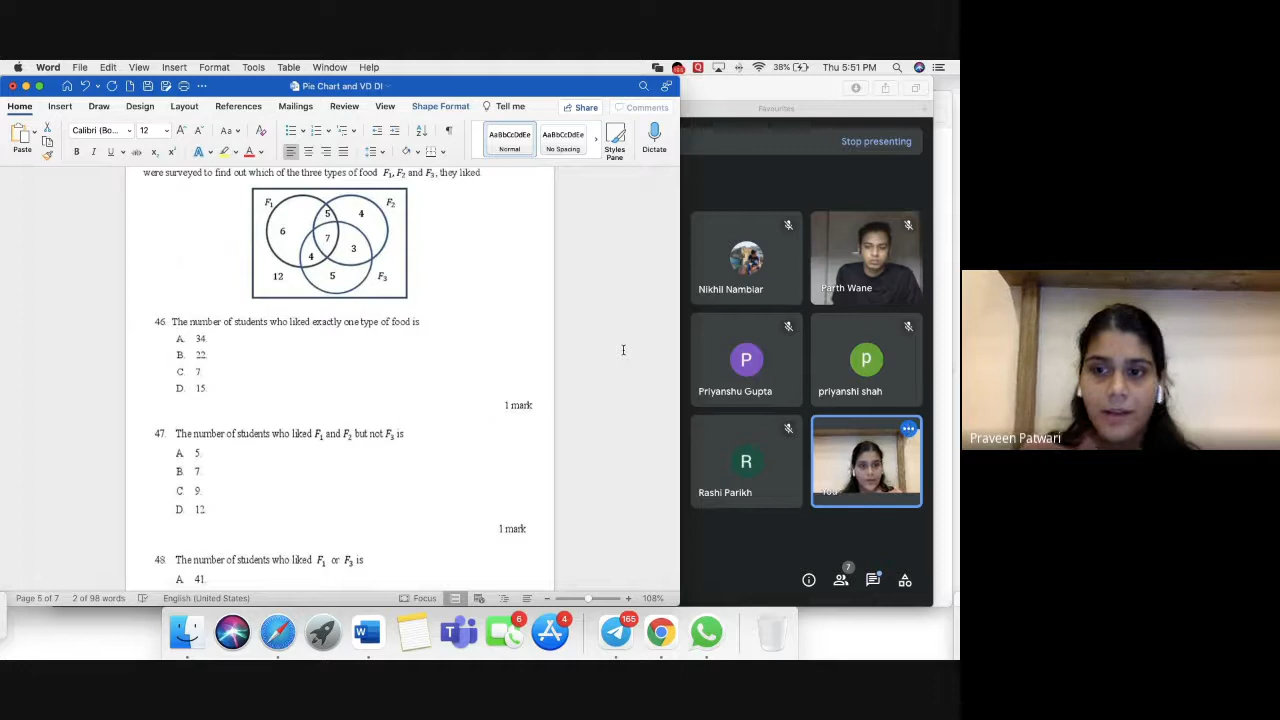 Word File Edit View Insert Format Tools Table Window Help
38% Thu 5:51 PM
Pie Chart and VD DI
Favourites
Home Insert Draw Design Layout References Mailings Review View Shape Format Tell me Share Comments
Calibri (Bo... 12
AaBbCcDdEe AaBbCcDdEe
Paste Normal No Spacing Styles Pane Dictate
Stop presenting
were surveyed to find out which of the three types of food F1, F2 and F3, they liked.
F1 5 4 F2
6 7 3
4
12 5 F3
46. The number of students who liked exactly one type of food is
A. 34.
B. 22.
C. 7
D. 15.
1 mark
47. The number of students who liked F1 and F2 but not F3 is
A 5.
B. 7.
C. 9.
D. 12
1 mark
48. The number of students who liked F1 or F3 is
A 41.
Page 5 of 7 2 of 98 words English (United States) Focus 108%
Nikhil Nambiar
Parth Wane
P
Priyanshu Gupta
p
priyanshi shah
R
Rashi Parikh
You
7
6 4 165
Praveen Patwari